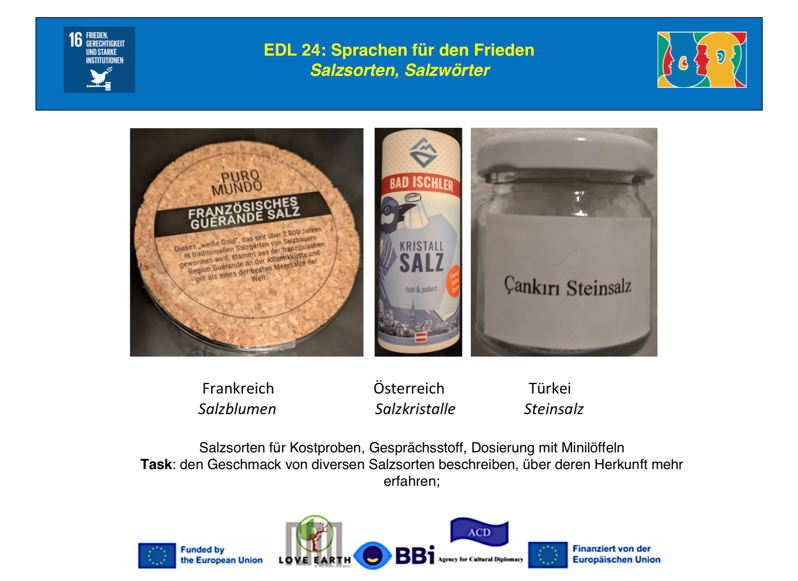 16 FRIEDEN,
GERECHTIGKEIT
UND STARKE
INSTITUTIONEN
EDL 24: Sprachen für den Frieden
Salzsorten, Salzwörter
PURO
MUNDO
FRANZÖSISCHES
GUÉRANDE SALZ
Dieses „weiße Gold", das seit über 2.000 Jahren
in traditionellen Salzgärten von Salzbauern
gewonnen wird, stammt aus der französischen
Region Guérande an der Atlantikküste und
gilt als eines der besten Meersalze der
Welt.
BAD ISCHLER
KRISTALL
SALZ
fein & jodiert
Çankırı Steinsalz
Frankreich Österreich Türkei
Salzblumen Salzkristalle Steinsalz
Salzsorten für Kostproben, Gesprächsstoff, Dosierung mit Minilöffeln
Task: den Geschmack von diversen Salzsorten beschreiben, über deren Herkunft mehr
erfahren;
Funded by
the European Union
LOVE EARTH
BBi
ACD
Agency for Cultural Diplomacy
Finanziert von der
Europäischen Union